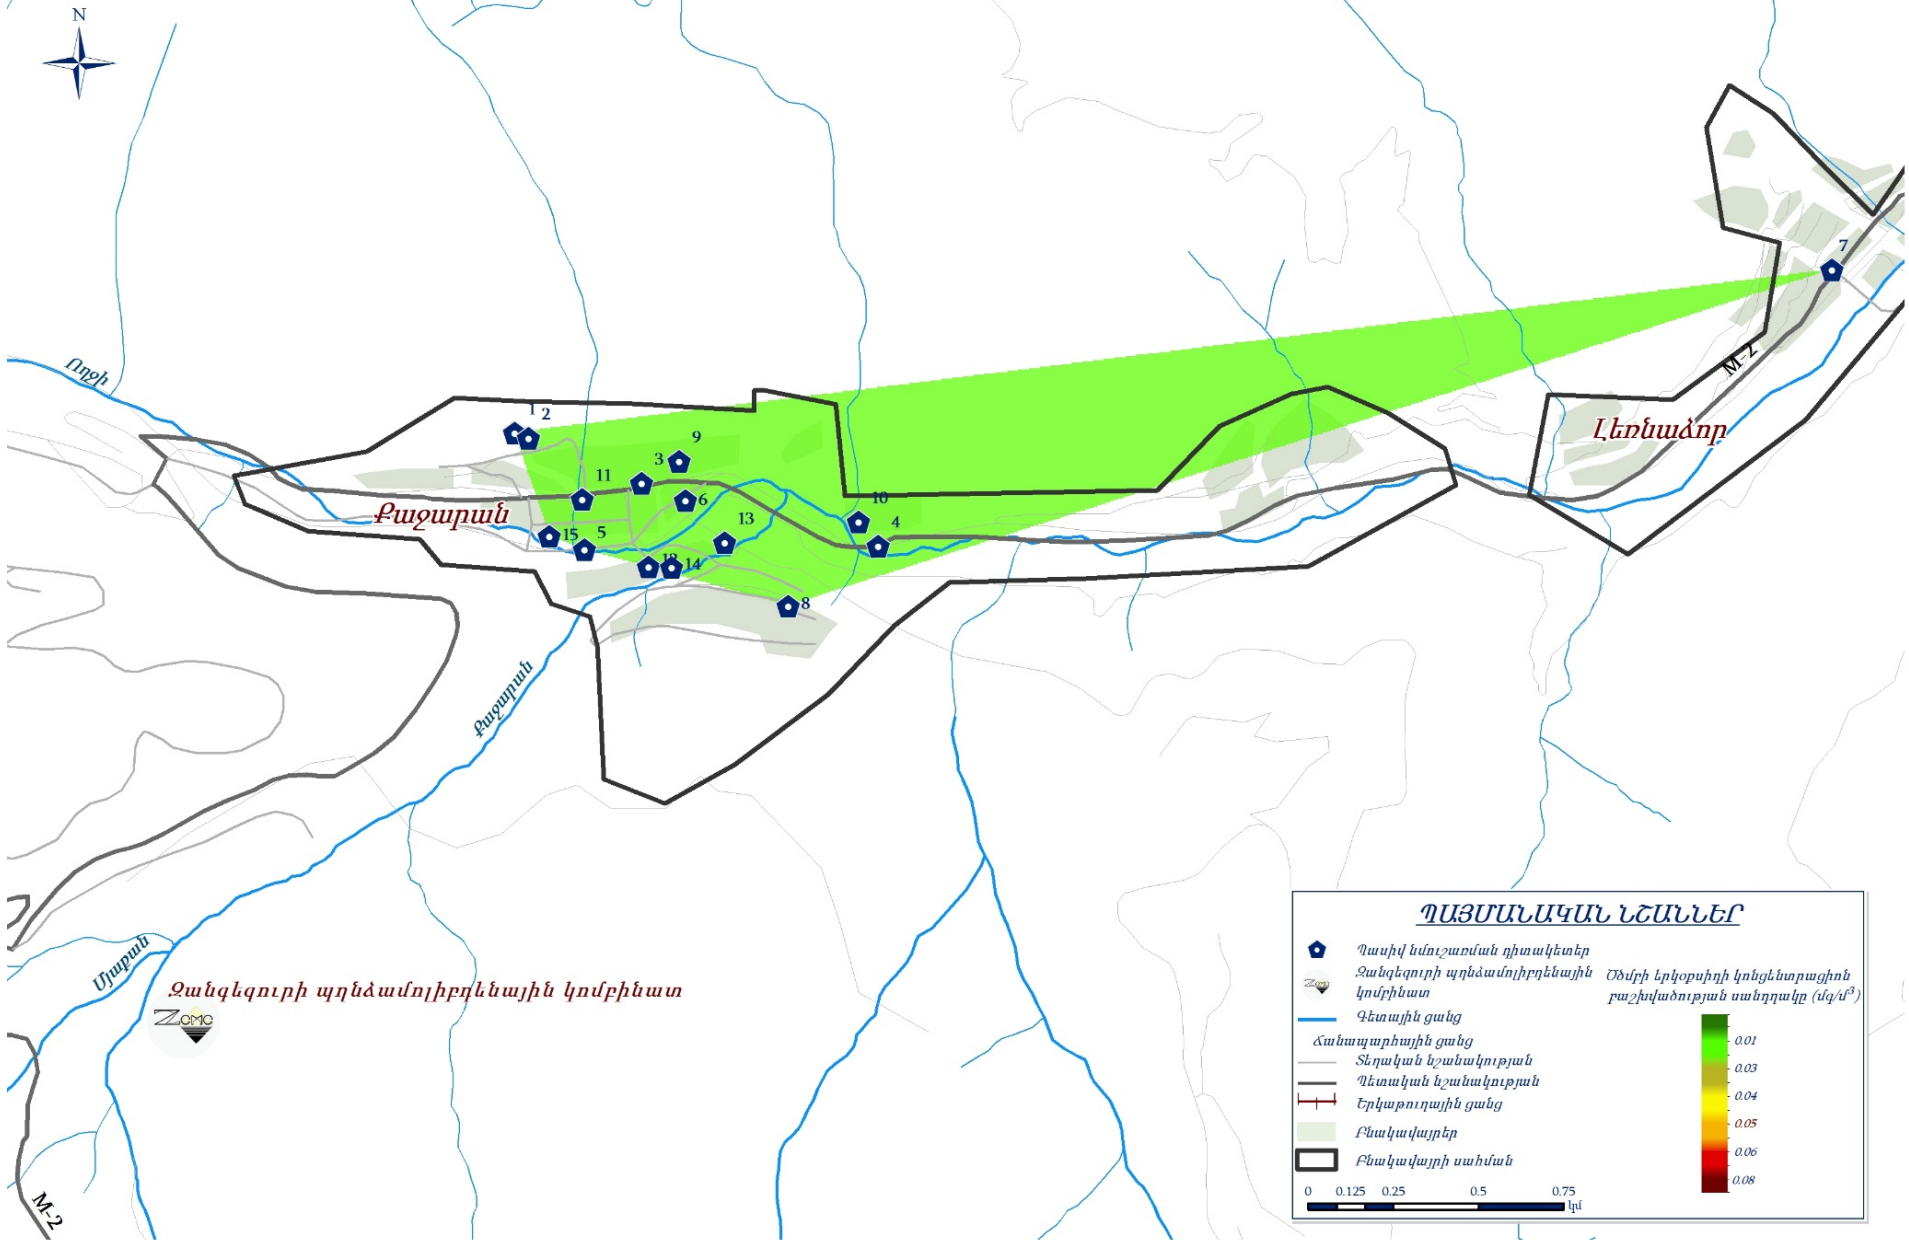 N
7
Ողջի
M-2
1 2
9
3
11
6
10
4
13
15
5
12
14
8
Քաջարան
Լեռնաձոր
Քաջարան
Մյաքան
Զանգեզուրի պղնձամոլիբդենային կոմբինատ
ZCMC
M-2
ՊԱՅՄԱՆԱԿԱՆ ՆՇԱՆՆԵՐ
Պասիվ նմուշառման դիտակետեր
Զանգեզուրի պղնձամոլիբդենային
կոմբինատ
Գետային ցանց
Ճանապարհային ցանց
Տեղական նշանակության
Պետական նշանակության
Երկաթուղային ցանց
Բնակավայրեր
Բնակավայրի սահման
0 0.125 0.25 0.5 0.75
կմ
Ծծմբի երկօքսիդի կոնցենտրացիոն
բաշխվածության սանդղակը (մգ/մ³)
0.01
0.03
0.04
0.05
0.06
0.08